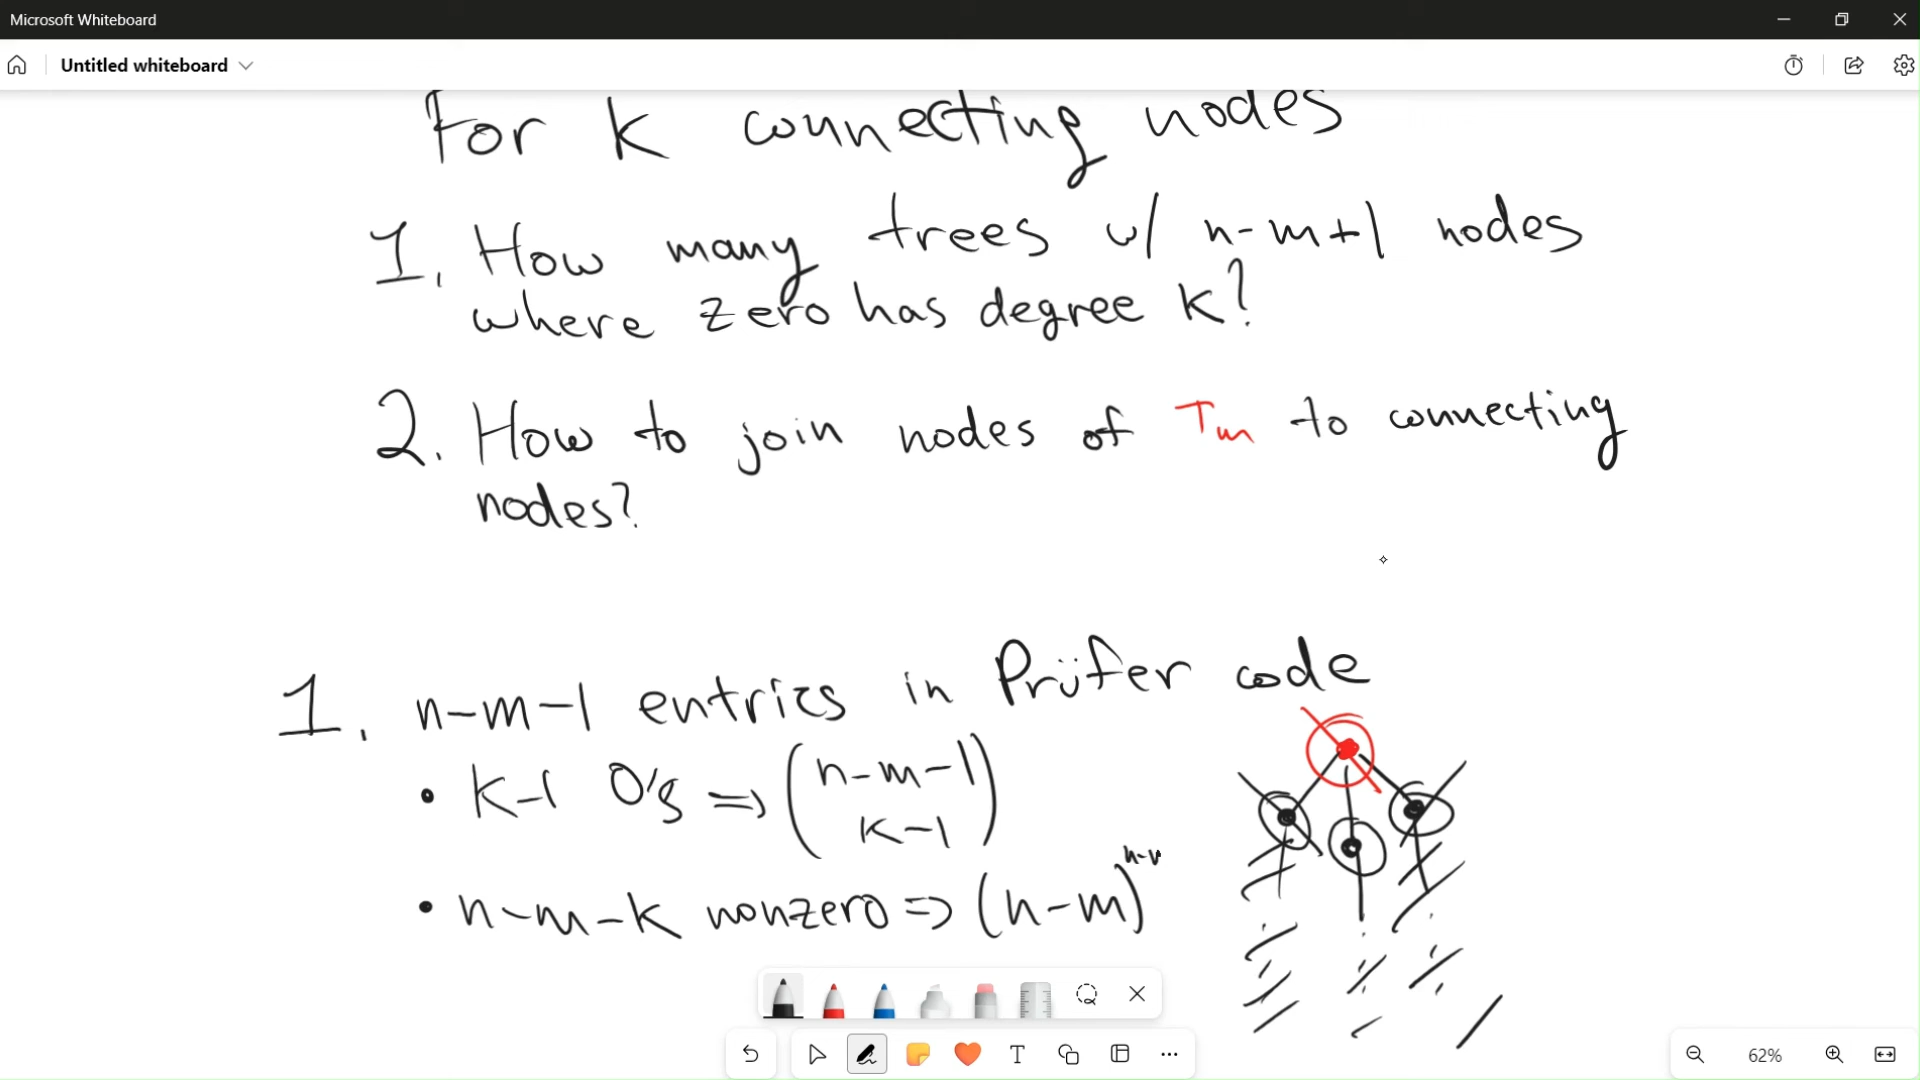 Microsoft Whiteboard
Untitled whiteboard
For k connecting nodes
1. How many trees w/ n-m+1 nodes
where zero has degree k?
2. How to join nodes of Tm to connecting
nodes?
1. n-m-1 entries in Prüfer code
• k-1 0's ⇒ (n-m-1
k-1)
• n-m-k nonzero ⇒ (n-m)^n-
62%